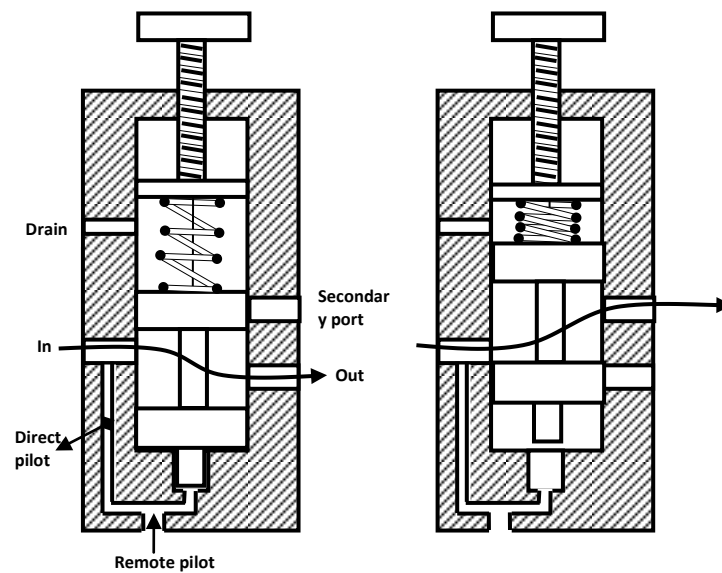 Drain
Secondar
y port
In
Out
Direct
pilot
Remote pilot